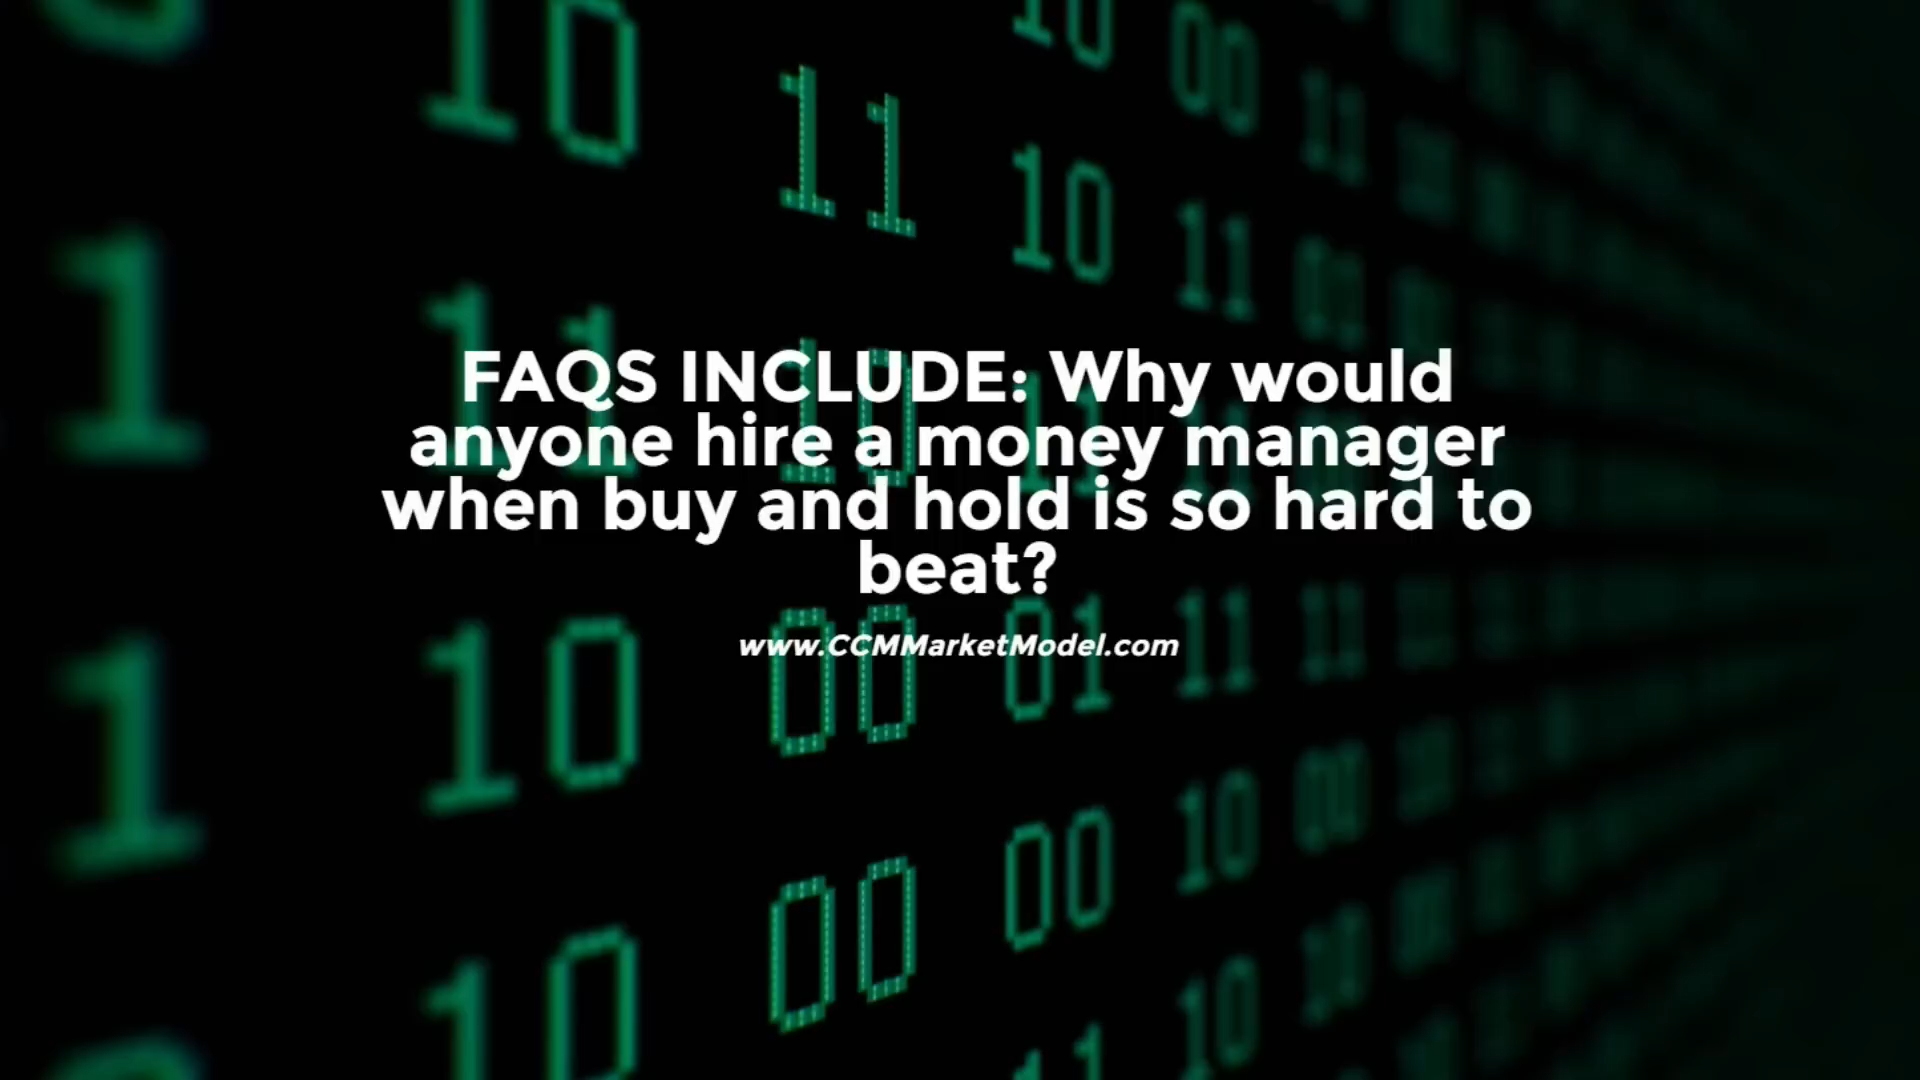 FAQS INCLUDE: Why would
anyone hire a money manager
when buy and hold is so hard to
beat?
www.CCMMarketModel.com